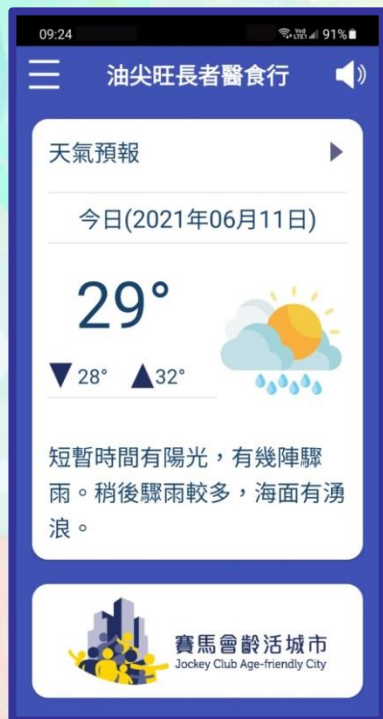 09:24 Vo) LTE1 91%
油尖旺長者醫食行
天氣預報
今日(2021年06月11日)
29°
28° 32°
短暫時間有陽光，有幾陣驟
雨。稍後驟雨較多，海面有湧
浪。
賽馬會齡活城市
Jockey Club Age-friendly City